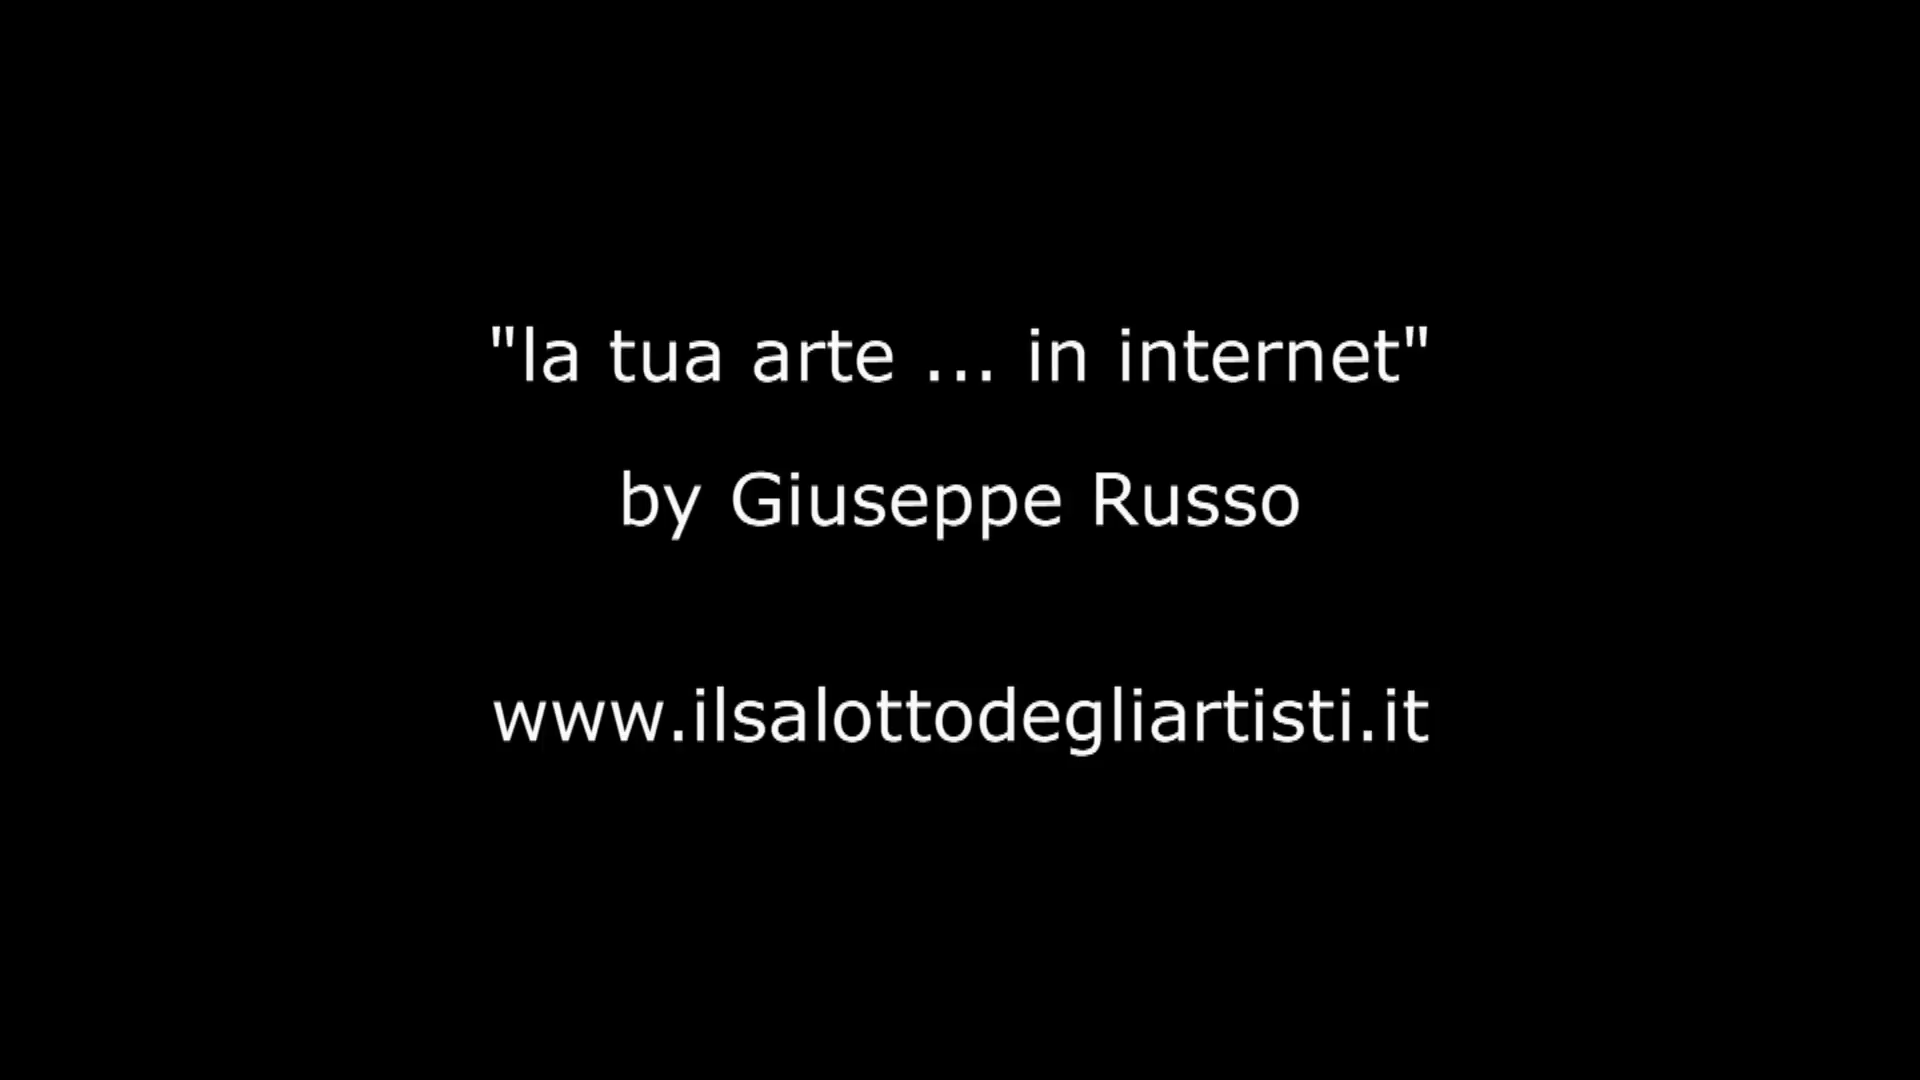 "la tua arte ... in internet"
by Giuseppe Russo
www.ilsalottodegliartisti.it